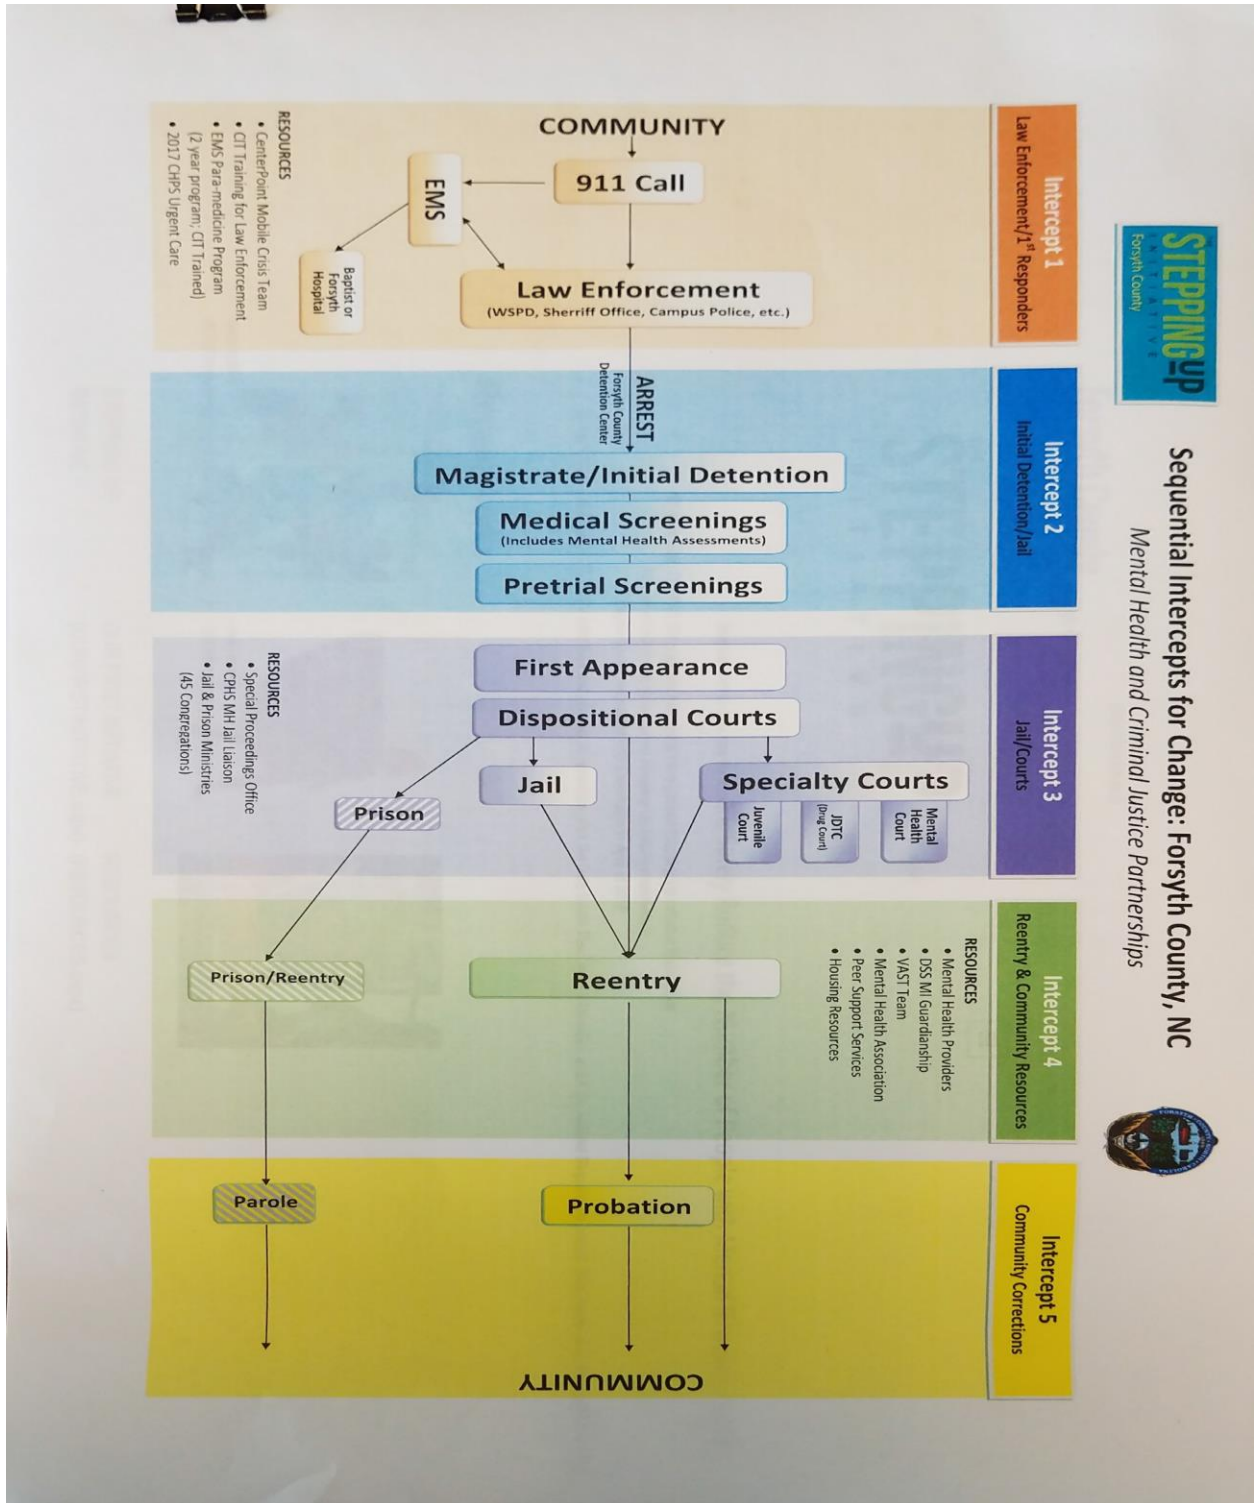 THE
STEPPING UP
INITIATIVE
Forsyth County
Sequential Intercepts for Change: Forsyth County, NC
Mental Health and Criminal Justice Partnerships
Intercept 1
Law Enforcement/1st Responders
COMMUNITY
911 Call
EMS
Law Enforcement
(WSPD, Sherriff Office, Campus Police, etc.)
Baptist or
Forsyth
Hospital
RESOURCES
• CenterPoint Mobile Crisis Team
• CIT Training for Law Enforcement
• EMS Para-medicine Program
(2 year program; CIT Trained)
• 2017 CHPS Urgent Care
Intercept 2
Initial Detention/Jail
ARREST
Forsyth County
Detention Center
Magistrate/Initial Detention
Medical Screenings
(Includes Mental Health Assessments)
Pretrial Screenings
Intercept 3
Jail/Courts
First Appearance
Dispositional Courts
Specialty Courts
Mental
Health
Court
JDTC
(Drug Court)
Juvenile
Court
Jail
Prison
RESOURCES
• Special Proceedings Office
• CPHS MH Jail Liaison
• Jail & Prison Ministries
(45 Congregations)
Intercept 4
Reentry & Community Resources
RESOURCES
• Mental Health Providers
• DSS MI Guardianship
• VAST Team
• Mental Health Association
• Peer Support Services
• Housing Resources
Reentry
Prison/Reentry
Intercept 5
Community Corrections
Probation
Parole
COMMUNITY